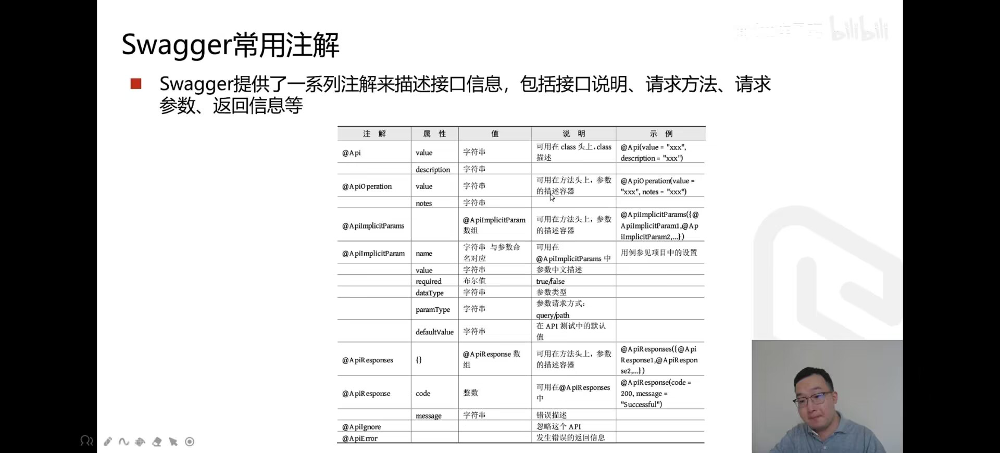 bilibili
Swagger常用注解
Swagger提供了一系列注解来描述接口信息，包括接口说明、请求方法、请求
参数、返回信息等
注 解 属 性 值 说 明 示 例
@Api value 字符串 可用在 class 头上，class
描述 @Api(value = "xxx",
description = "xxx")
description 字符串
@ApiOperation value 字符串 可用在方法头上，参数
的描述容器 @ApiOperation(value =
"xxx", notes = "xxx")
notes 字符串
@ApiImplicitParams @ApiImplicitParam
数组 可用在方法头上，参数
的描述容器 @ApiImplicitParams({@
ApiImplicitParam1,@Ap
iImplicitParam2,...})
@ApiImplicitParam name 字符串 与参数命
名对应 可用在
@ApiImplicitParams 中 用例参见项目中的设置
value 字符串 参数中文描述
required 布尔值 true/false
dataType 字符串 参数类型
paramType 字符串 参数请求方式：
query/path
defaultValue 字符串 在 API 测试中的默认
值
@ApiResponses {} @ApiResponse 数
组 可用在方法头上，参数
的描述容器 @ApiResponses({@Api
Response1,@ApiRespon
se2,...})
@ApiResponse code 整数 可用在@ApiResponses
中 @ApiResponse(code =
200, message =
"Successful")
message 字符串 错误描述
@ApiIgnore 忽略这个 API
@ApiError 发生错误的返回信息